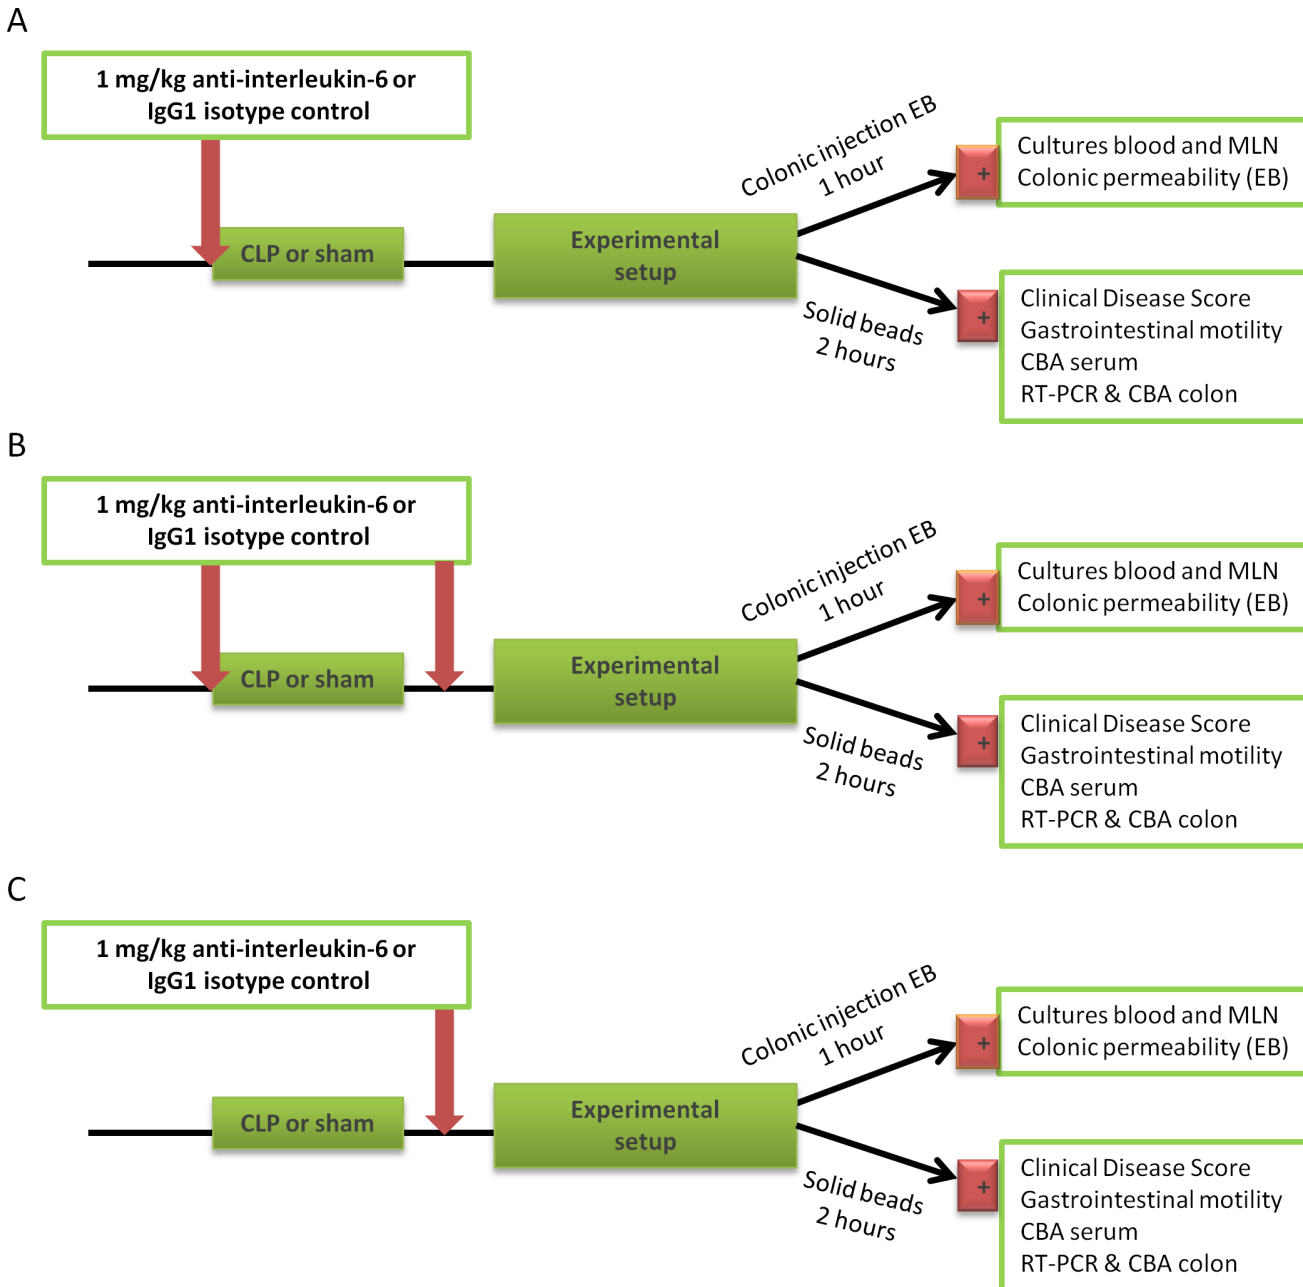 A
1 mg/kg anti-interleukin-6 or
IgG1 isotype control
CLP or sham
Experimental
setup
Colonic injection EB
1 hour
Solid beads
2 hours
+
Cultures blood and MLN
Colonic permeability (EB)
+
Clinical Disease Score
Gastrointestinal motility
CBA serum
RT-PCR & CBA colon
B
1 mg/kg anti-interleukin-6 or
IgG1 isotype control
CLP or sham
Experimental
setup
Colonic injection EB
1 hour
Solid beads
2 hours
+
Cultures blood and MLN
Colonic permeability (EB)
+
Clinical Disease Score
Gastrointestinal motility
CBA serum
RT-PCR & CBA colon
C
1 mg/kg anti-interleukin-6 or
IgG1 isotype control
CLP or sham
Experimental
setup
Colonic injection EB
1 hour
Solid beads
2 hours
+
Cultures blood and MLN
Colonic permeability (EB)
+
Clinical Disease Score
Gastrointestinal motility
CBA serum
RT-PCR & CBA colon